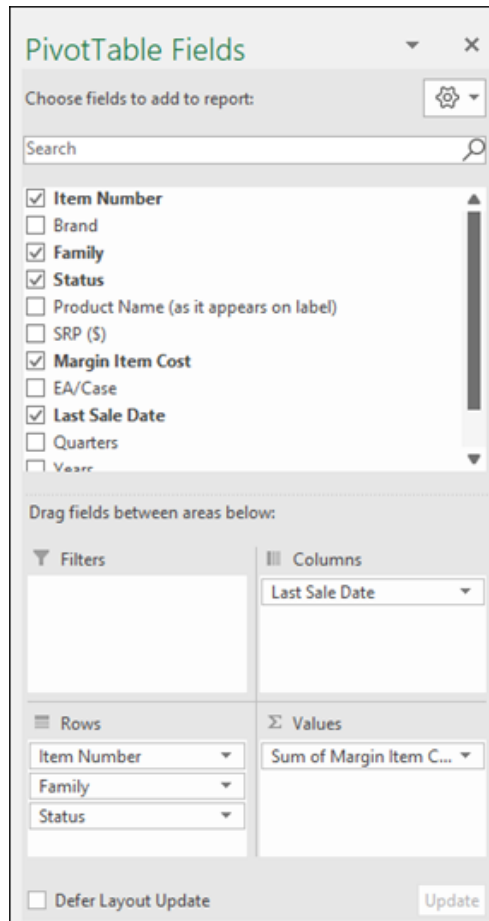 PivotTable Fields
Choose fields to add to report:
Search
Item Number
Brand
Family
Status
Product Name (as it appears on label)
SRP ($)
Margin Item Cost
EA/Case
Last Sale Date
Quarters
Years
Drag fields between areas below:
Filters
Columns
Last Sale Date
Rows
Σ Values
Item Number
Sum of Margin Item C...
Family
Status
Defer Layout Update
Update